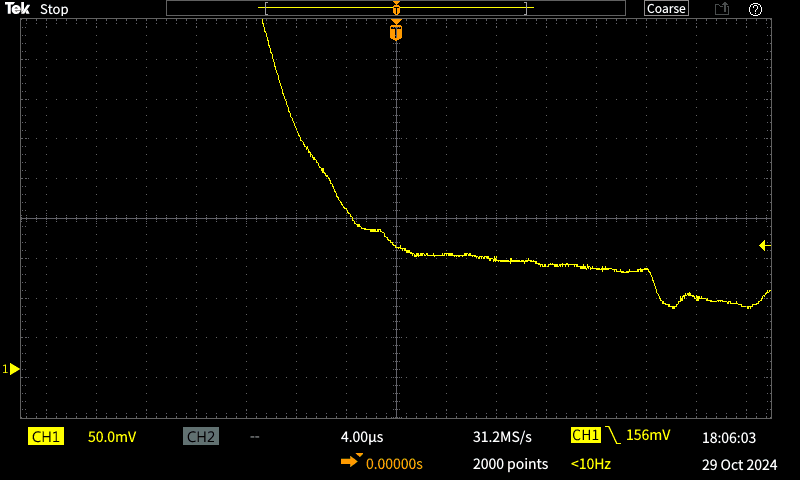 Tek Stop T Coarse ?
T
1
CH1 50.0mV CH2 -- 4.00µs 31.2MS/s CH1 156mV 18:06:03
0.00000s 2000 points <10Hz 29 Oct 2024